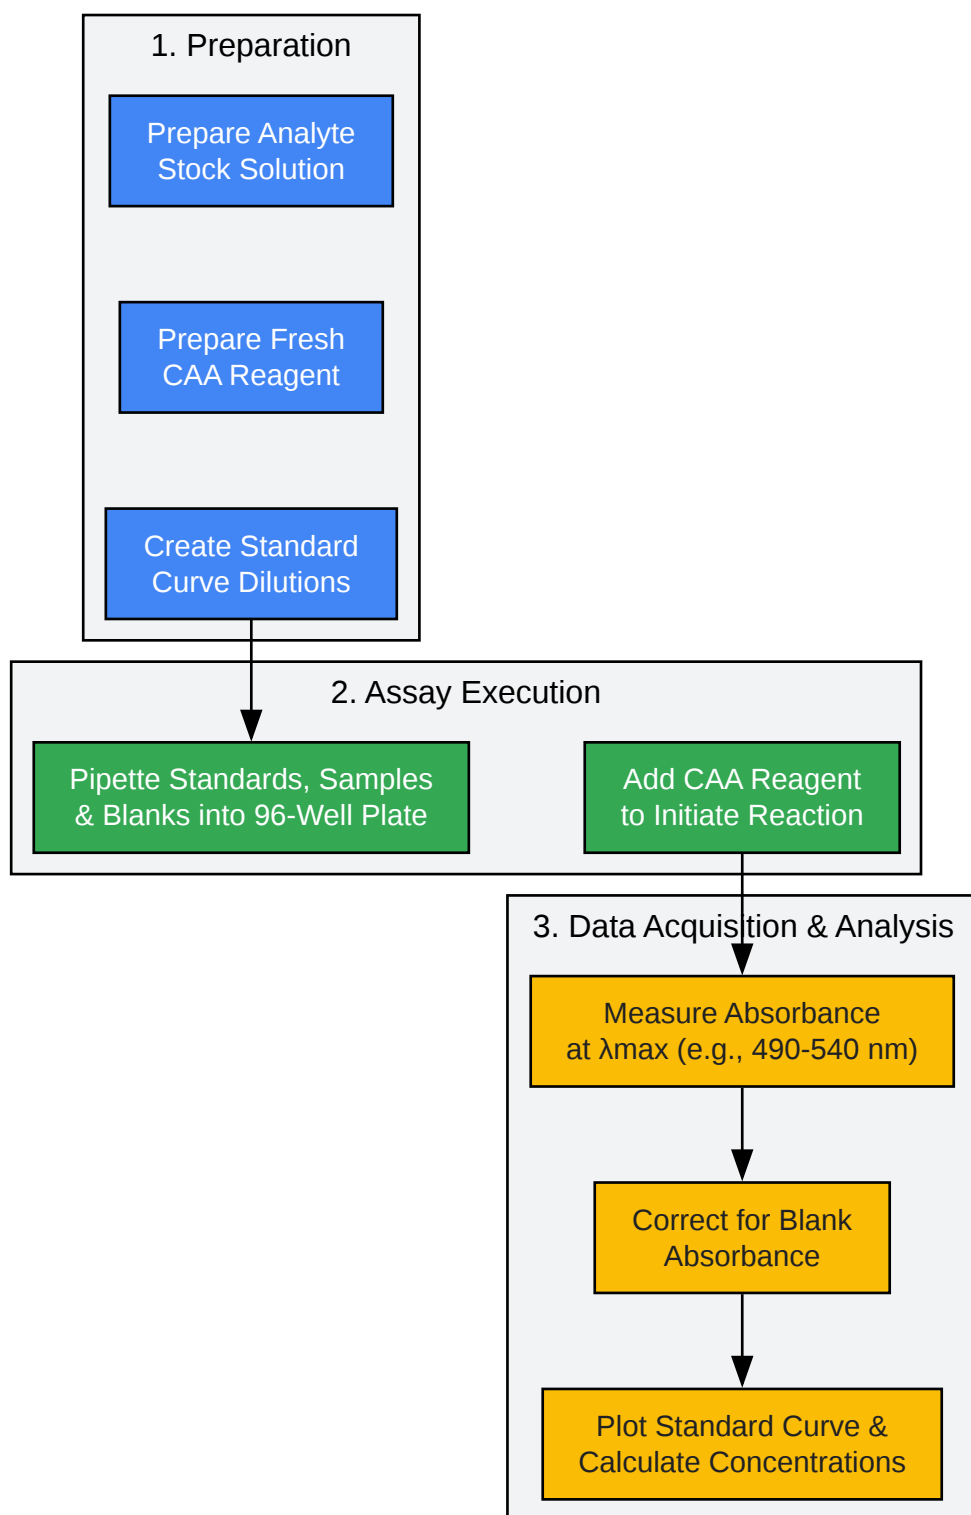 1. Preparation
Prepare Analyte
Stock Solution
Prepare Fresh
CAA Reagent
Create Standard
Curve Dilutions
2. Assay Execution
Pipette Standards, Samples
& Blanks into 96-Well Plate
Add CAA Reagent
to Initiate Reaction
3. Data Acquisition & Analysis
Measure Absorbance
at λmax (e.g., 490-540 nm)
Correct for Blank
Absorbance
Plot Standard Curve &
Calculate Concentrations